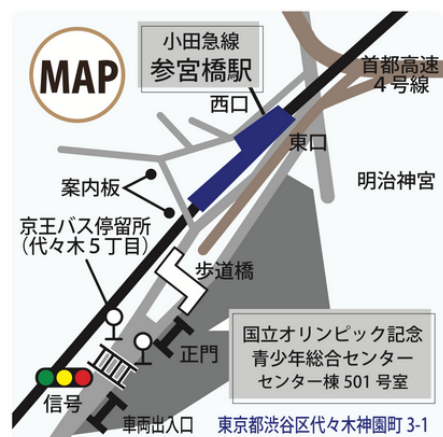 MAP
小田急線
参宮橋駅
西口
首都高速
4号線
東口
明治神宮
案内板
京王バス停留所
（代々木5丁目）
歩道橋
正門
国立オリンピック記念
青少年総合センター
センター棟 501 号室
信号
車両出入口
東京都渋谷区代々木神園町 3-1